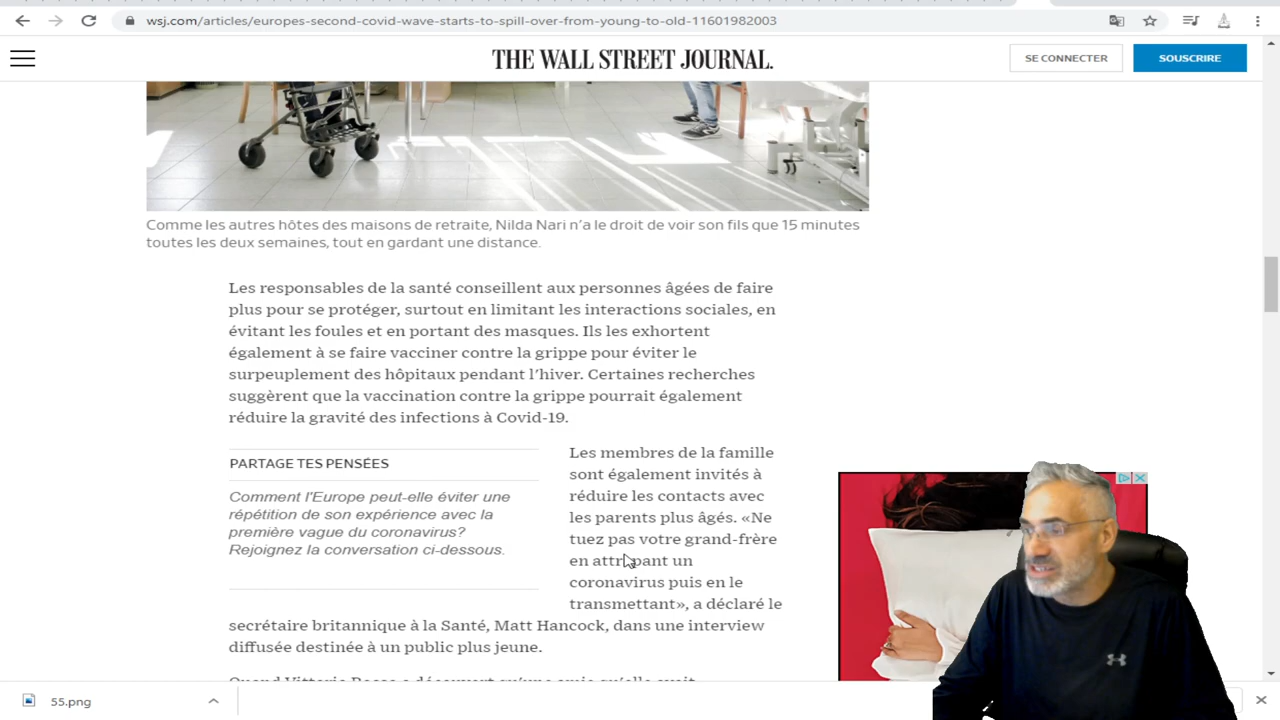 wsj.com/articles/europes-second-covid-wave-starts-to-spill-over-from-young-to-old-11601982003
THE WALL STREET JOURNAL.
SE CONNECTER
SOUSCRIRE
Comme les autres hôtes des maisons de retraite, Nilda Nari n'a le droit de voir son fils que 15 minutes
toutes les deux semaines, tout en gardant une distance.
Les responsables de la santé conseillent aux personnes âgées de faire
plus pour se protéger, surtout en limitant les interactions sociales, en
évitant les foules et en portant des masques. Ils les exhortent
également à se faire vacciner contre la grippe pour éviter le
surpeuplement des hôpitaux pendant l'hiver. Certaines recherches
suggèrent que la vaccination contre la grippe pourrait également
réduire la gravité des infections à Covid-19.
PARTAGE TES PENSÉES
Comment l'Europe peut-elle éviter une
répétition de son expérience avec la
première vague du coronavirus?
Rejoignez la conversation ci-dessous.
Les membres de la famille
sont également invités à
réduire les contacts avec
les parents plus âgés. «Ne
tuez pas votre grand-frère
en attrapant un
coronavirus puis en le
transmettant», a déclaré le
secrétaire britannique à la Santé, Matt Hancock, dans une interview
diffusée destinée à un public plus jeune.
55.png